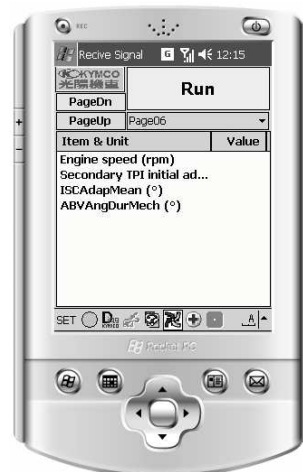 REC
Recive Signal G 12:15
KYMCO
光陽機車
Run
PageDn
PageUp Page06
Item & Unit Value
Engine speed (rpm)
Secondary TPI initial ad...
ISCAdapMean (°)
ABVAngDurMech (°)
SET
A
Pocket PC